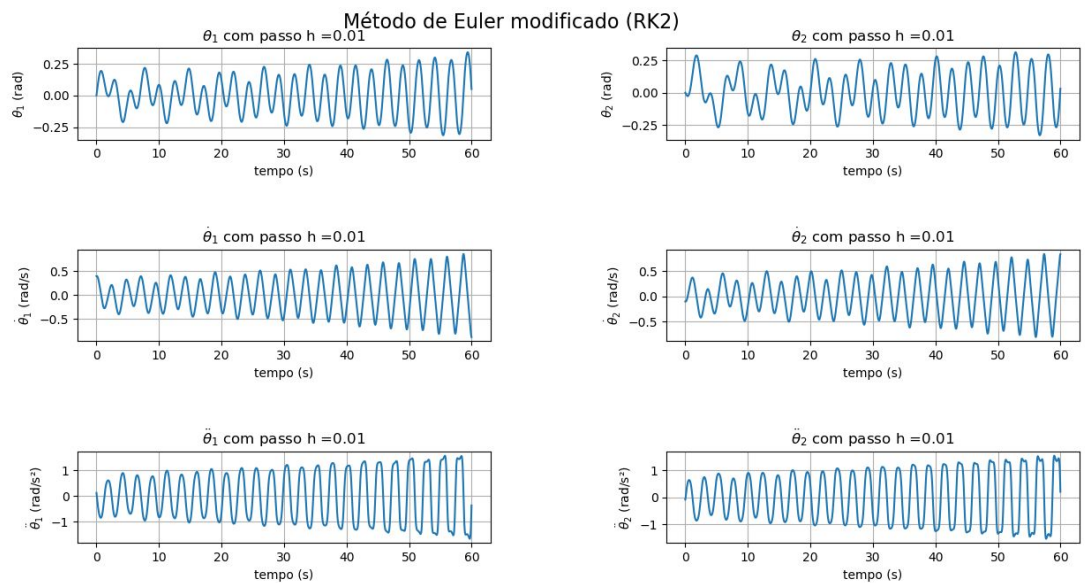 Método de Euler modificado (RK2)
θ₁ com passo h =0.01
θ₁ (rad)
0.25
0.00
−0.25
0 10 20 30 40 50 60
tempo (s)
θ₂ com passo h =0.01
θ₂ (rad)
0.25
0.00
−0.25
0 10 20 30 40 50 60
tempo (s)
θ̇₁ com passo h =0.01
θ̇₁ (rad/s)
0.5
0.0
−0.5
0 10 20 30 40 50 60
tempo (s)
θ̇₂ com passo h =0.01
θ̇₂ (rad/s)
0.5
0.0
−0.5
0 10 20 30 40 50 60
tempo (s)
θ̈₁ com passo h =0.01
θ̈₁ (rad/s²)
1
0
−1
0 10 20 30 40 50 60
tempo (s)
θ̈₂ com passo h =0.01
θ̈₂ (rad/s²)
1
0
−1
0 10 20 30 40 50 60
tempo (s)